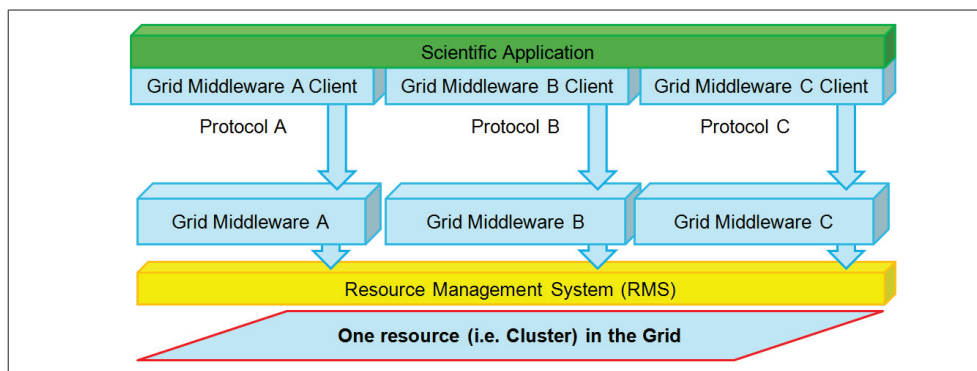 Scientific Application
Grid Middleware A Client
Grid Middleware B Client
Grid Middleware C Client
Protocol A
Protocol B
Protocol C
Grid Middleware A
Grid Middleware B
Grid Middleware C
Resource Management System (RMS)
One resource (i.e. Cluster) in the Grid